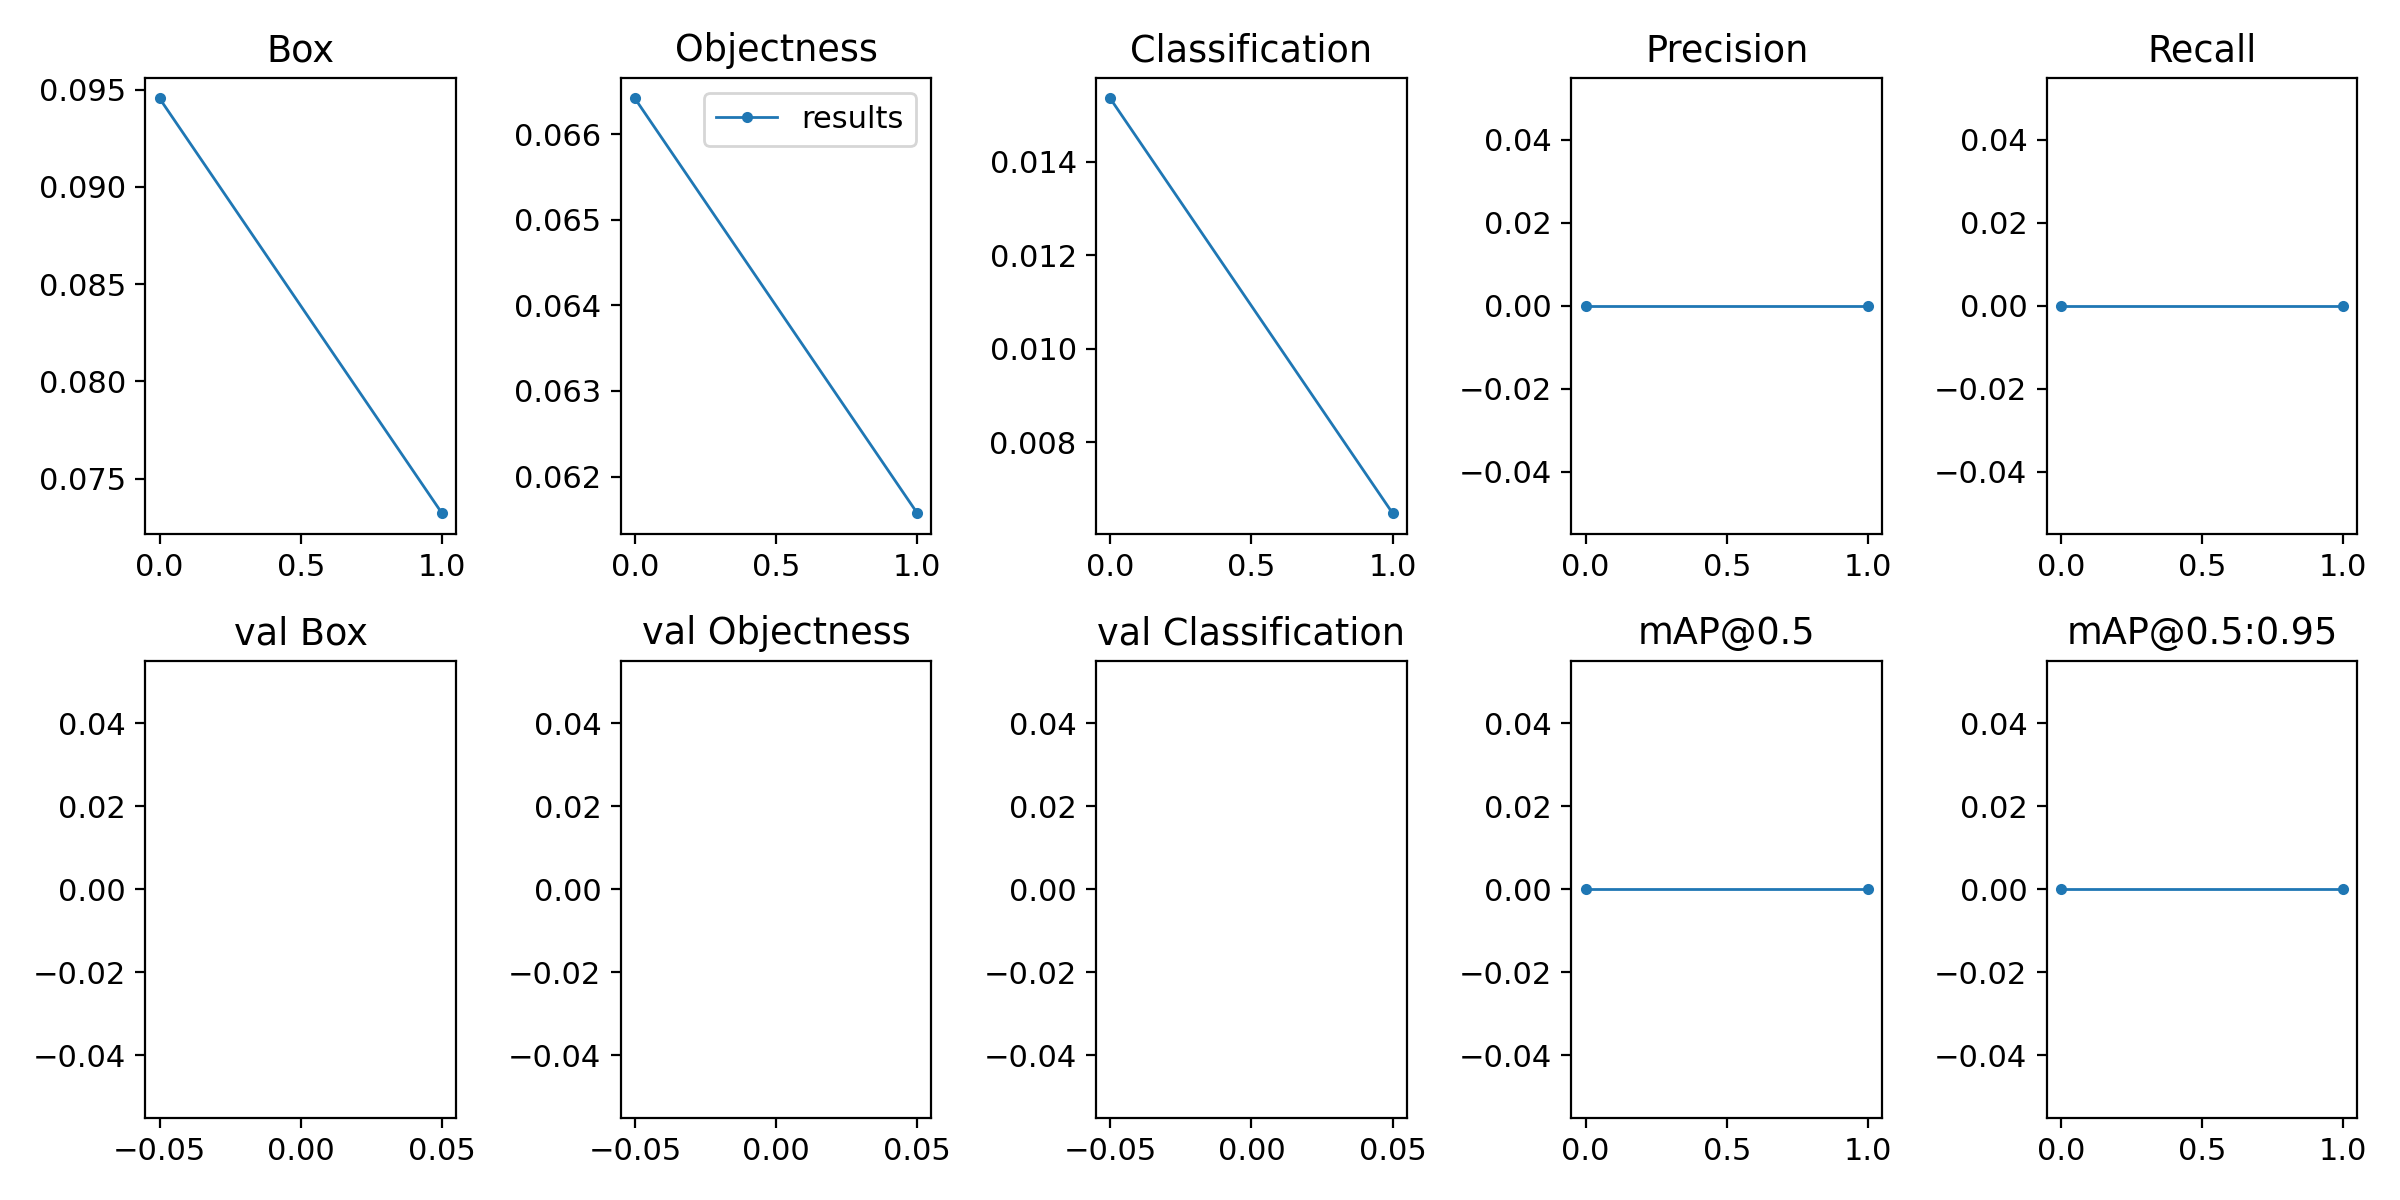 Box
0.095
0.090
0.085
0.080
0.075
0.0 0.5 1.0
Objectness
results
0.066
0.065
0.064
0.063
0.062
0.0 0.5 1.0
Classification
0.014
0.012
0.010
0.008
0.0 0.5 1.0
Precision
0.04
0.02
0.00
−0.02
−0.04
0.0 0.5 1.0
Recall
0.04
0.02
0.00
−0.02
−0.04
0.0 0.5 1.0
val Box
0.04
0.02
0.00
−0.02
−0.04
−0.05 0.00 0.05
val Objectness
0.04
0.02
0.00
−0.02
−0.04
−0.05 0.00 0.05
val Classification
0.04
0.02
0.00
−0.02
−0.04
−0.05 0.00 0.05
mAP@0.5
0.04
0.02
0.00
−0.02
−0.04
0.0 0.5 1.0
mAP@0.5:0.95
0.04
0.02
0.00
−0.02
−0.04
0.0 0.5 1.0